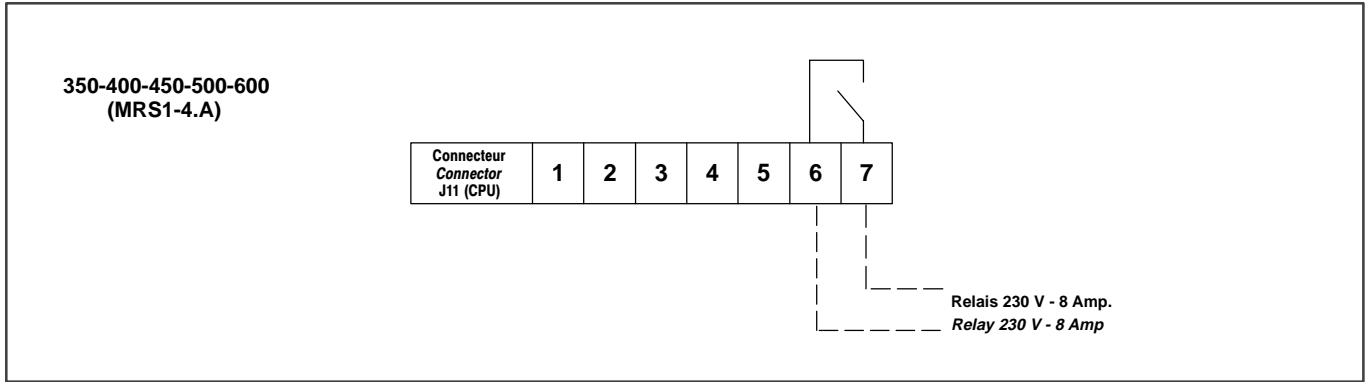 350-400-450-500-600
(MRS1-4.A)
Connecteur
Connector
J11 (CPU)
1 2 3 4 5 6 7
Relais 230 V - 8 Amp.
Relay 230 V - 8 Amp